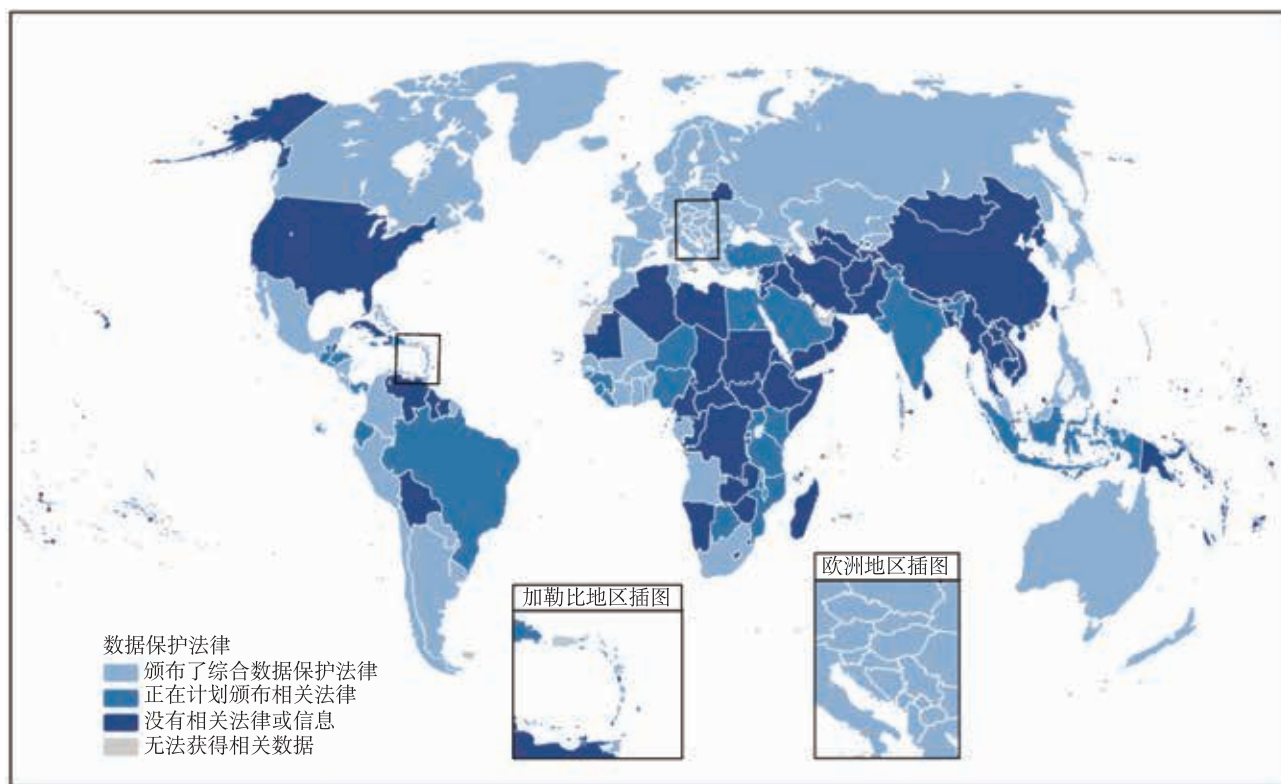 加勒比地区插图
欧洲地区插图
数据保护法律
颁布了综合数据保护法律
正在计划颁布相关法律
没有相关法律或信息
无法获得相关数据